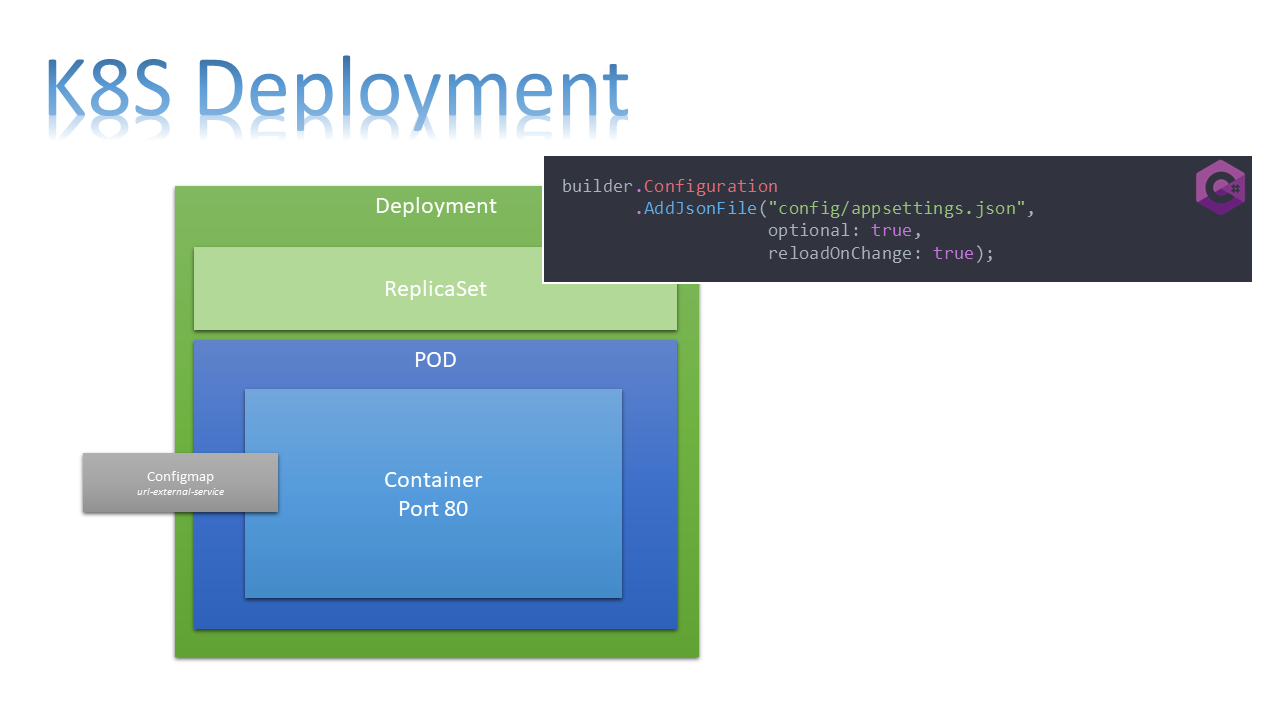 K8S Deployment
builder.Configuration
.AddJsonFile("config/appsettings.json",
optional: true,
reloadOnChange: true);
C#
Deployment
ReplicaSet
POD
Container
Port 80
Configmap
url-external-service